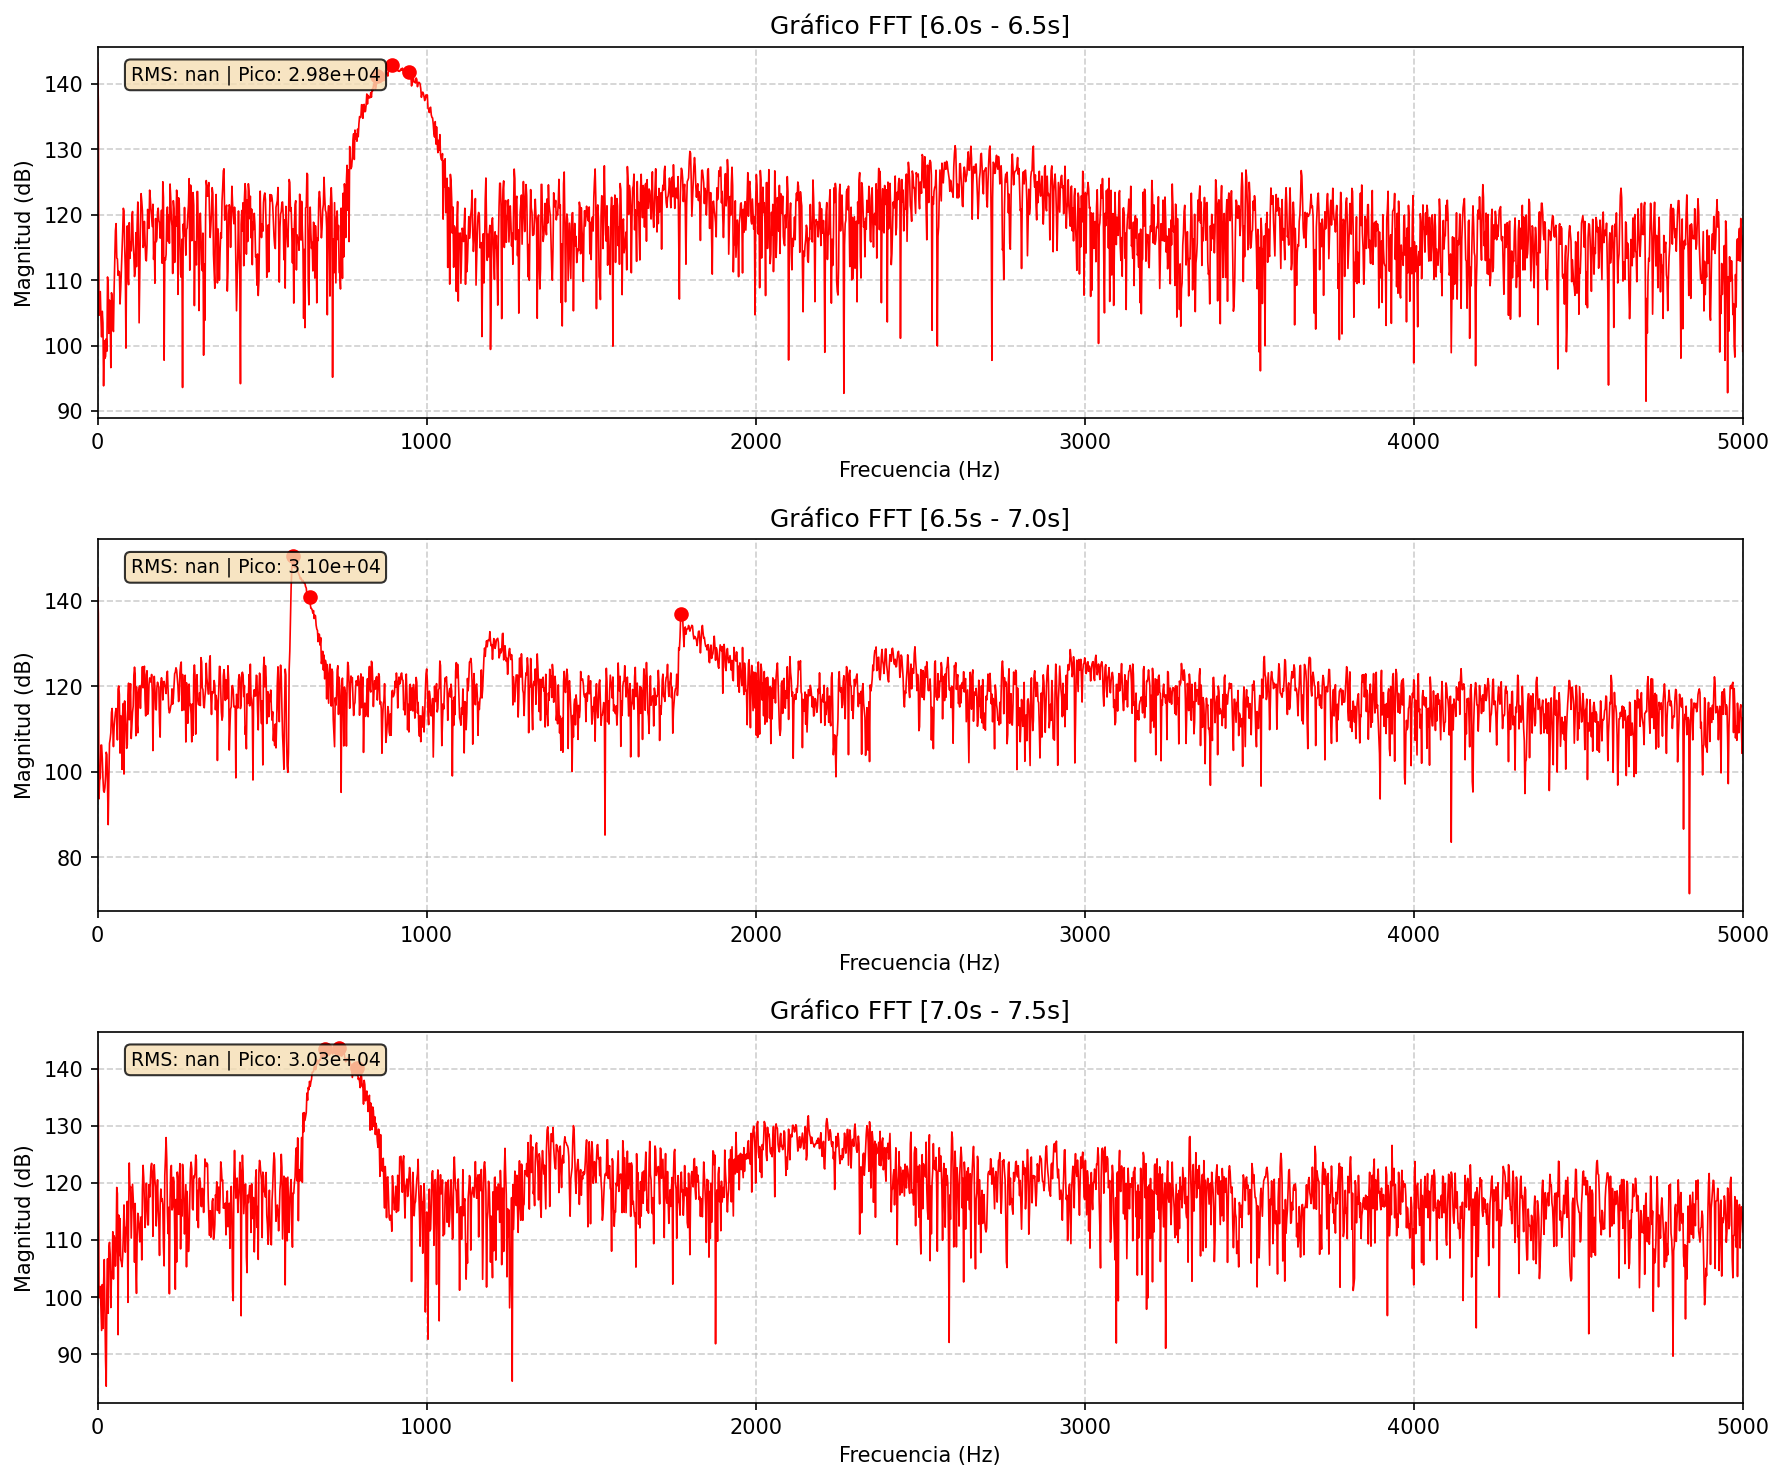 Gráfico FFT [6.0s - 6.5s]
RMS: nan | Pico: 2.98e+04
Magnitud (dB)
140
130
120
110
100
90
0 1000 2000 3000 4000 5000
Frecuencia (Hz)
Gráfico FFT [6.5s - 7.0s]
RMS: nan | Pico: 3.10e+04
Magnitud (dB)
140
120
100
80
0 1000 2000 3000 4000 5000
Frecuencia (Hz)
Gráfico FFT [7.0s - 7.5s]
RMS: nan | Pico: 3.03e+04
Magnitud (dB)
140
130
120
110
100
90
0 1000 2000 3000 4000 5000
Frecuencia (Hz)